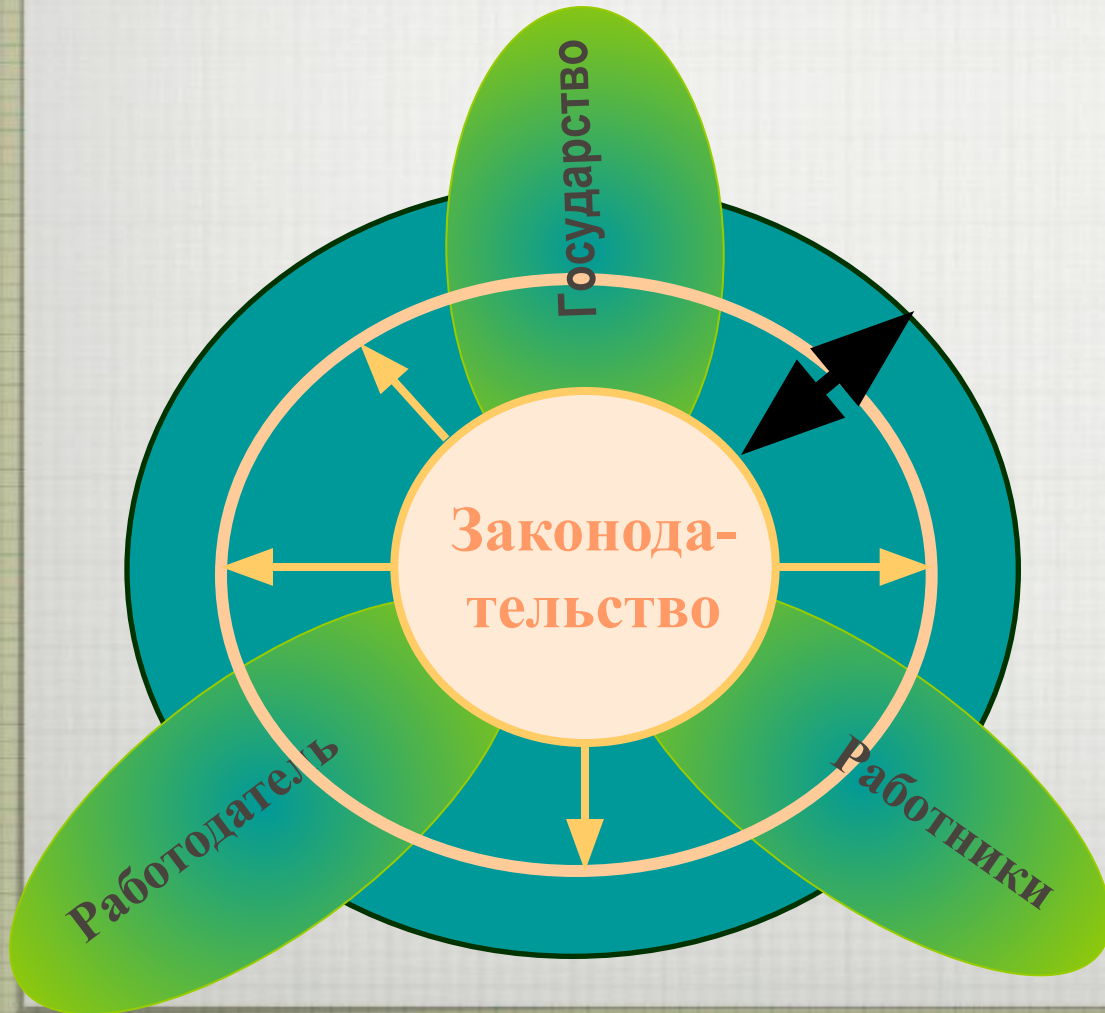 Государство
Законода-
тельство
Работодатель
Работники